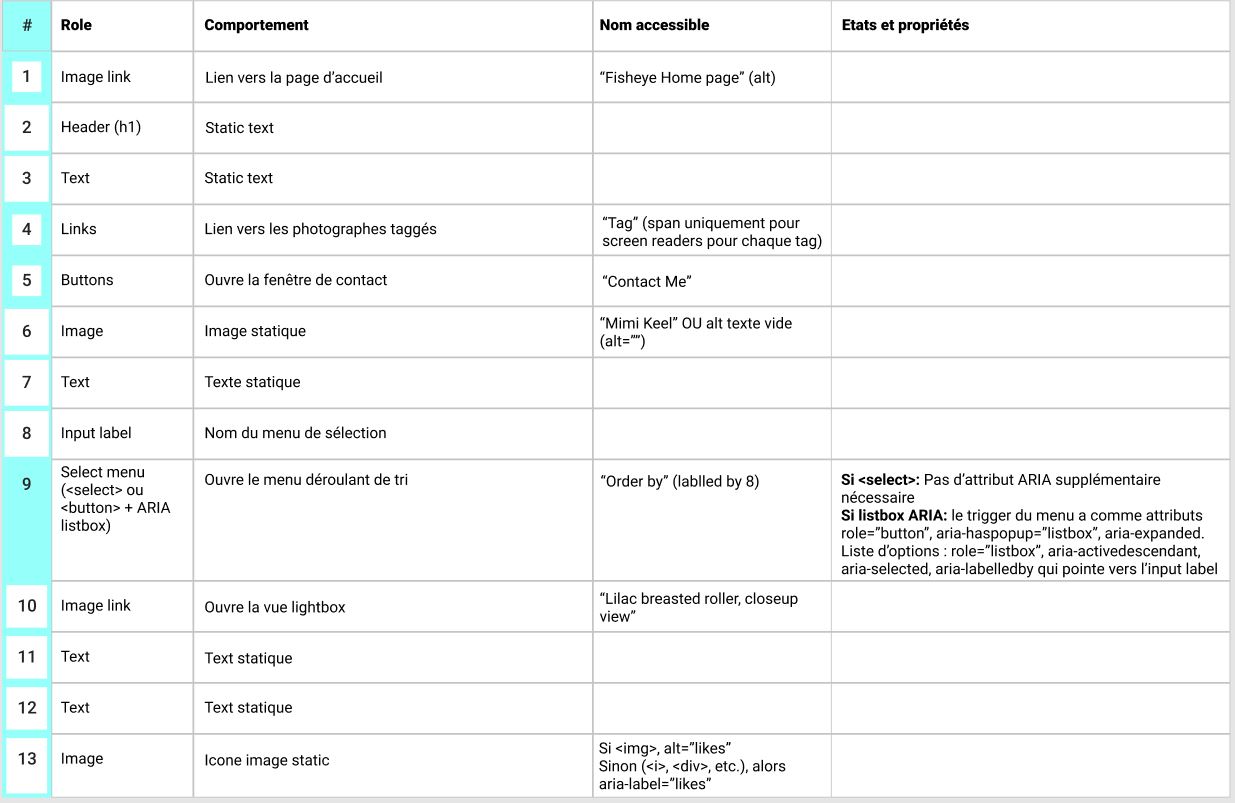 # Role Comportement Nom accessible Etats et propriétés
1 Image link Lien vers la page d’accueil “Fisheye Home page” (alt)
2 Header (h1) Static text
3 Text Static text
4 Links Lien vers les photographes taggés “Tag” (span uniquement pour
screen readers pour chaque tag)
5 Buttons Ouvre la fenêtre de contact “Contact Me”
6 Image Image statique “Mimi Keel” OU alt texte vide
(alt=””)
7 Text Texte statique
8 Input label Nom du menu de sélection
9 Select menu
(<select> ou
<button> + ARIA
listbox)
Ouvre le menu déroulant de tri
“Order by” (lablled by 8)
Si <select>: Pas d’attribut ARIA supplémentaire
nécessaire
Si listbox ARIA: le trigger du menu a comme attributs
role=”button”, aria-haspopup=”listbox”, aria-expanded.
Liste d’options : role=”listbox”, aria-activedescendant,
aria-selected, aria-labelledby qui pointe vers l’input label
10 Image link Ouvre la vue lightbox “Lilac breasted roller, closeup
view”
11 Text Text statique
12 Text Text statique
13 Image Icone image static
Si <img>, alt=”likes”
Sinon (<i>, <div>, etc.), alors
aria-label=”likes”